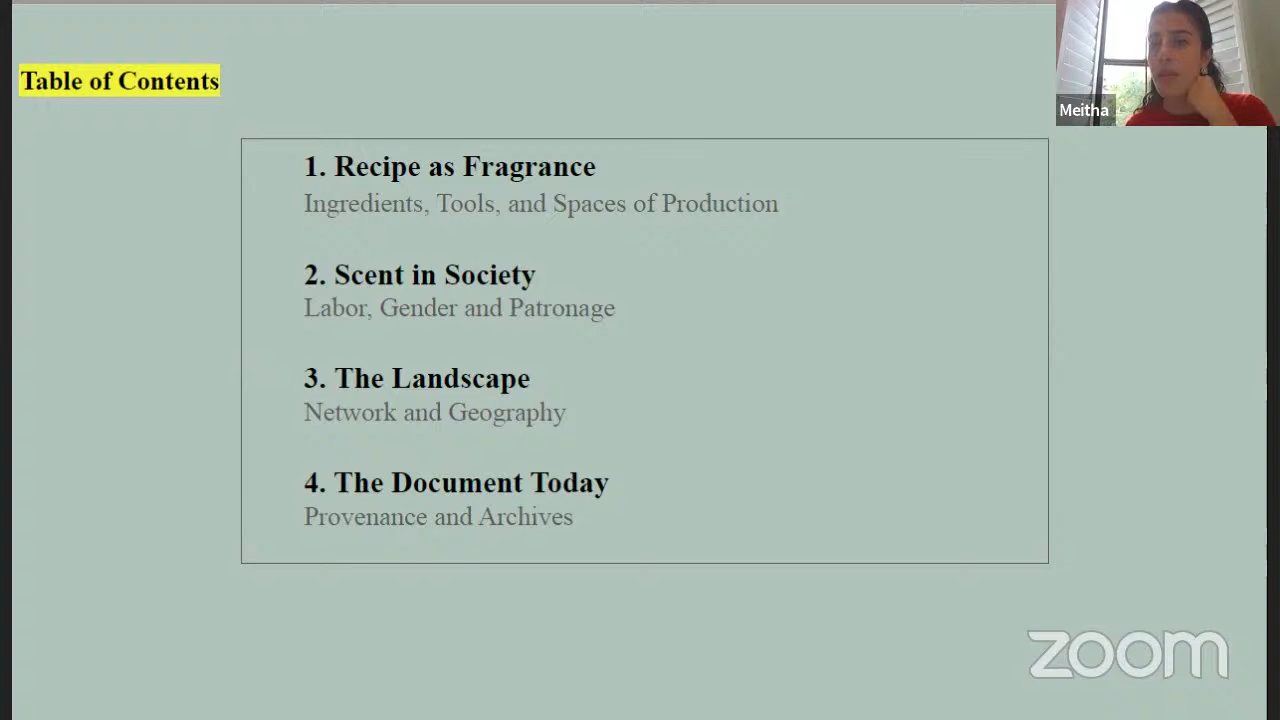 Table of Contents
Meitha
1. Recipe as Fragrance
Ingredients, Tools, and Spaces of Production
2. Scent in Society
Labor, Gender and Patronage
3. The Landscape
Network and Geography
4. The Document Today
Provenance and Archives
zoom